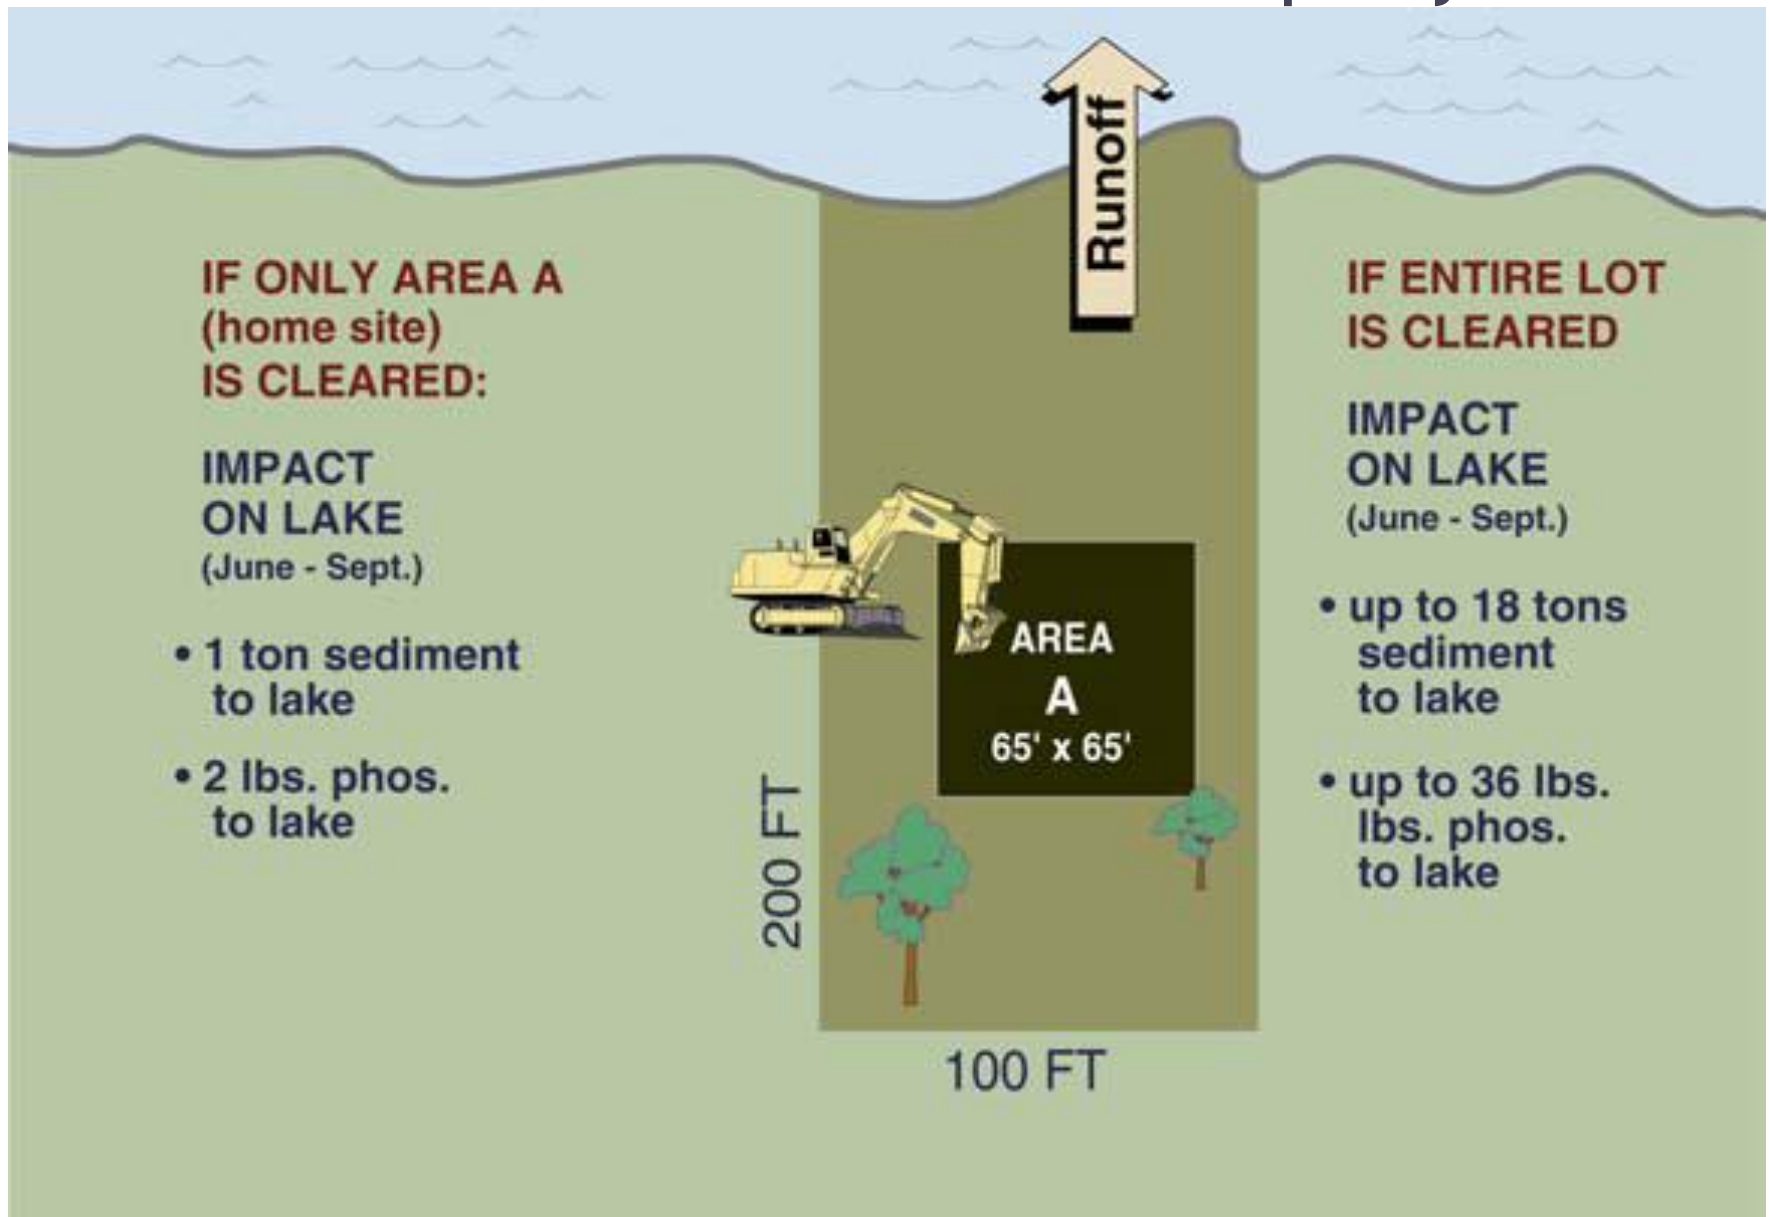 Runoff
IF ONLY AREA A
(home site)
IS CLEARED:
IMPACT
ON LAKE
(June - Sept.)
• 1 ton sediment
to lake
• 2 lbs. phos.
to lake
AREA
A
65' x 65'
200 FT
100 FT
IF ENTIRE LOT
IS CLEARED
IMPACT
ON LAKE
(June - Sept.)
• up to 18 tons
sediment
to lake
• up to 36 lbs.
lbs. phos.
to lake